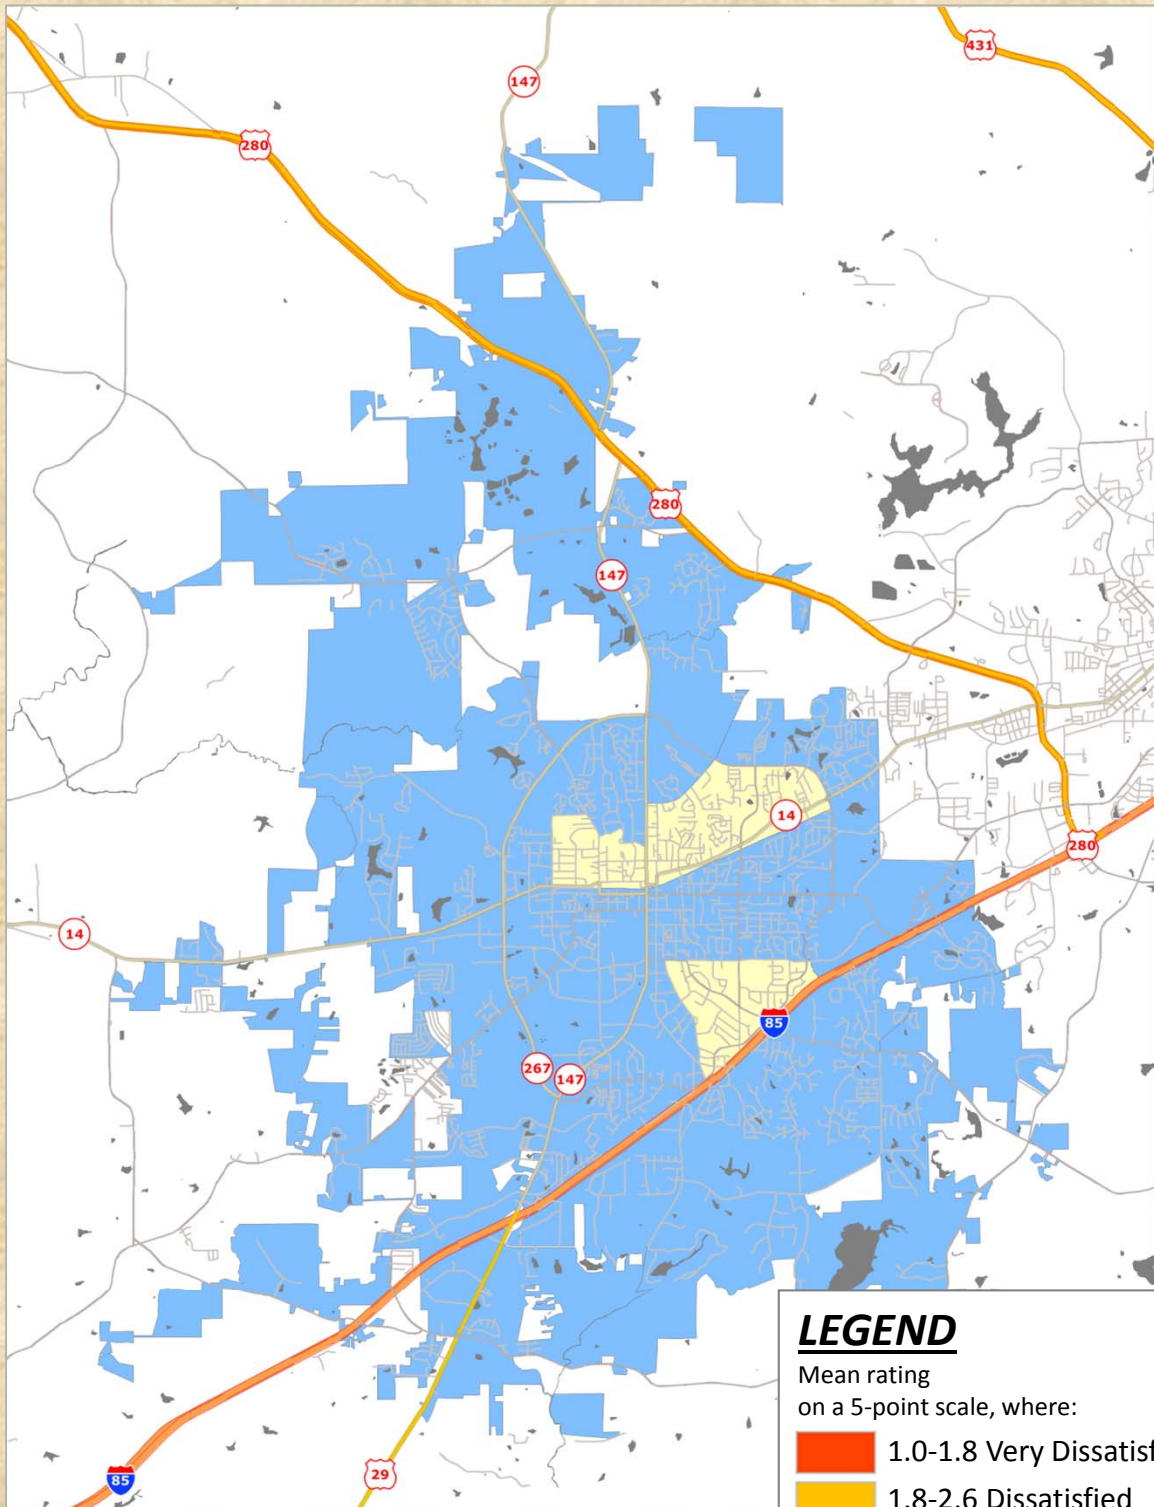 431
147
280
280
147
14
280
14
85
267
147
29
85
LEGEND
Mean rating
on a 5-point scale, where:
1.0-1.8 Very Dissatisf
1.8-2.6 Dissatisfied